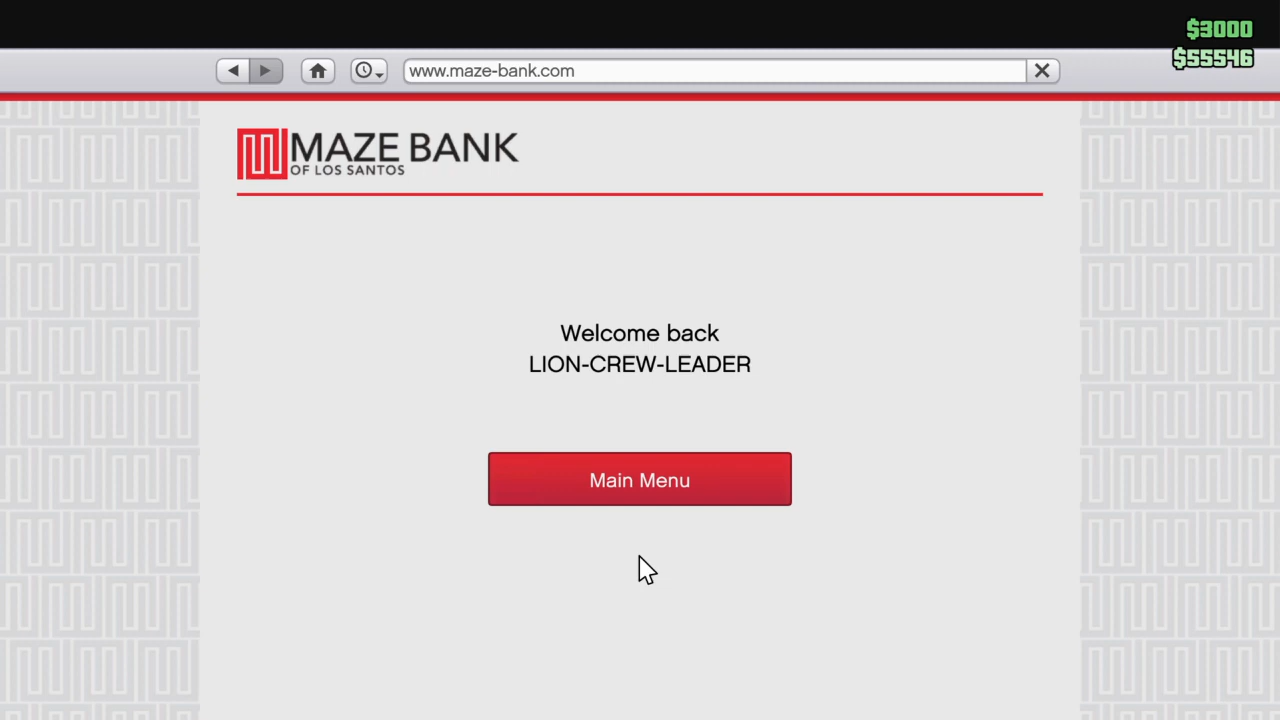 $3000
$55546
www.maze-bank.com
MAZE BANK
OF LOS SANTOS
Welcome back
LION-CREW-LEADER
Main Menu